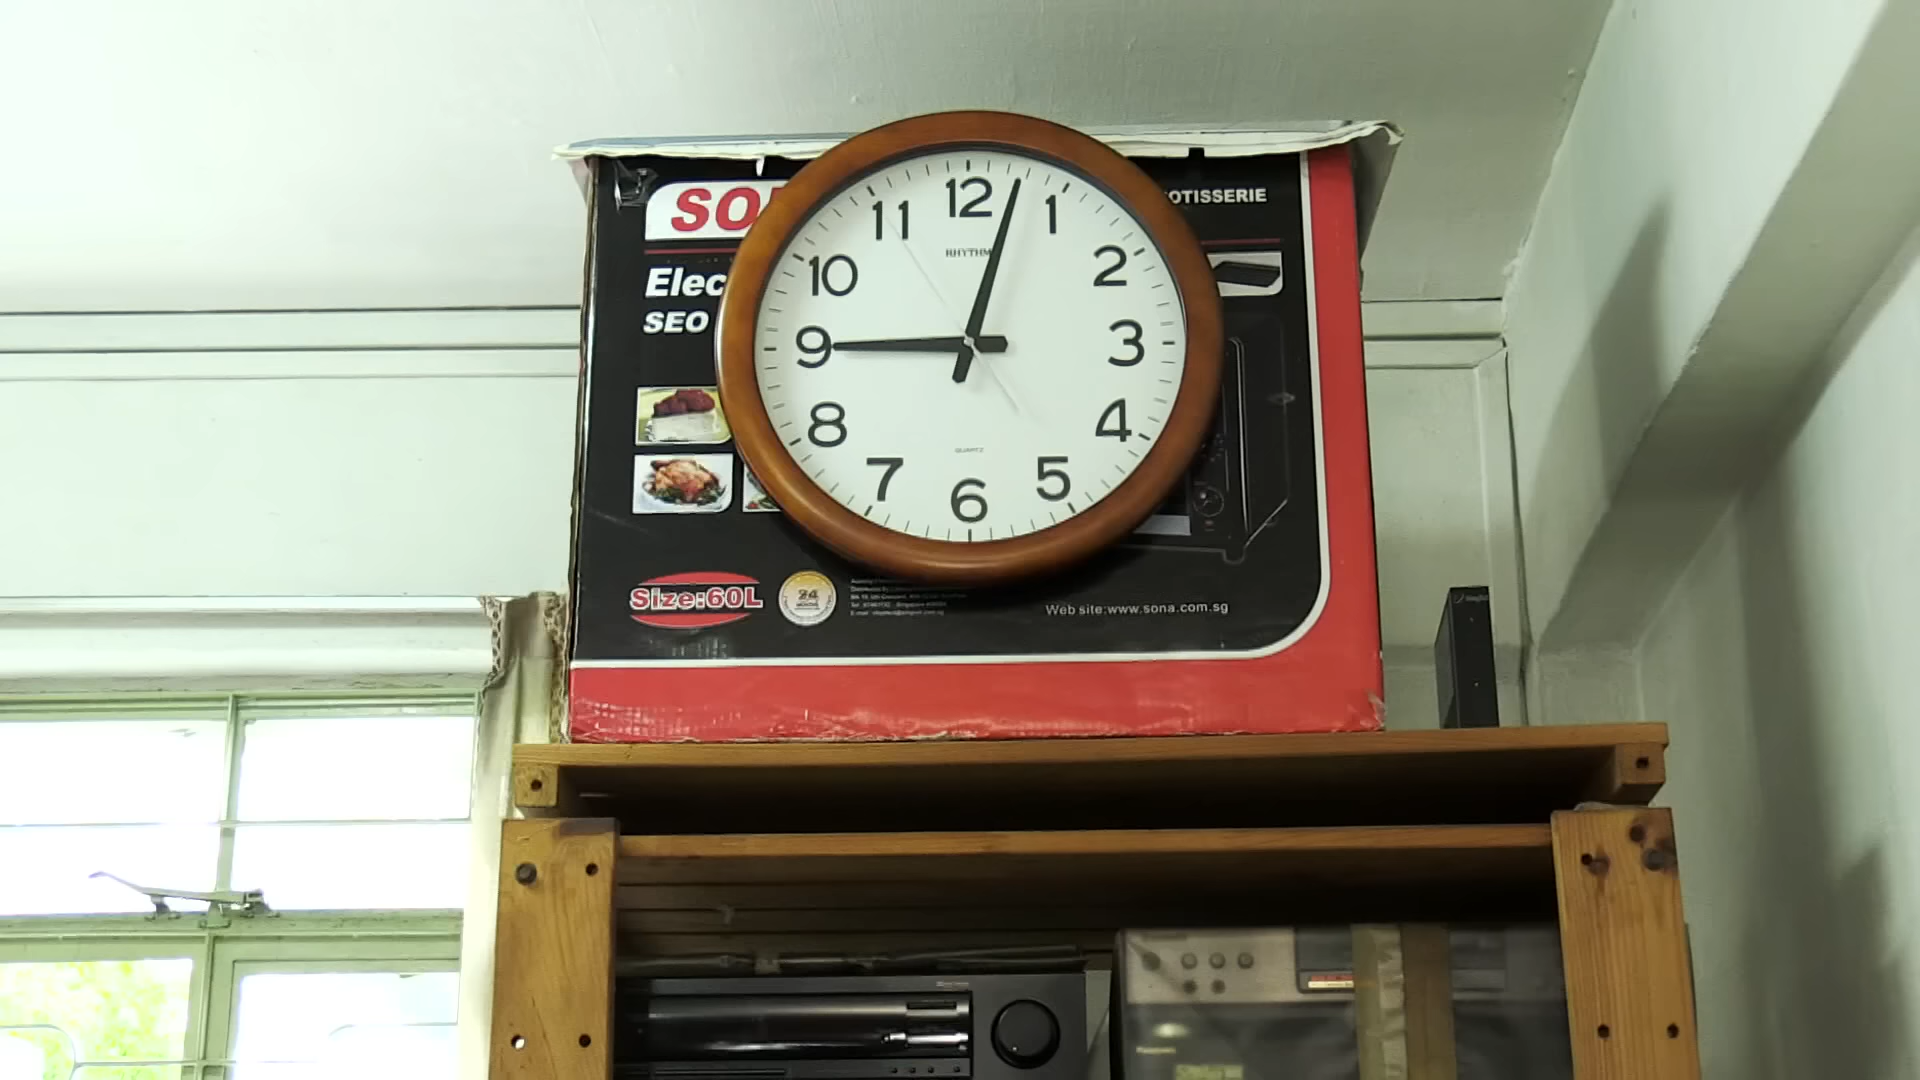 SO
OTISSERIE
Elec
SEO
12
11
1
RHYTHM
10
2
9
3
8
4
QUARTZ
7
5
6
Size:60L
24
Web site:www.sona.com.sg